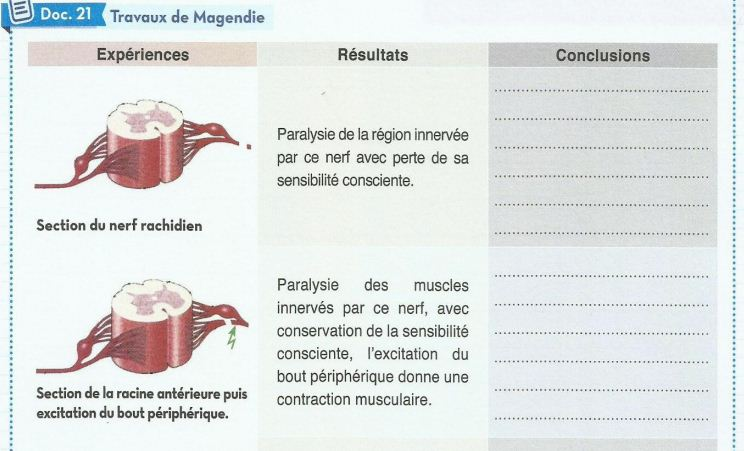 Doc. 21 Travaux de Magendie
Expériences Résultats Conclusions
Paralysie de la région innervée
par ce nerf avec perte de sa
sensibilité consciente.
Section du nerf rachidien
Paralysie des muscles
innervés par ce nerf, avec
conservation de la sensibilité
consciente, l'excitation du
bout périphérique donne une
contraction musculaire.
Section de la racine antérieure puis
excitation du bout périphérique.